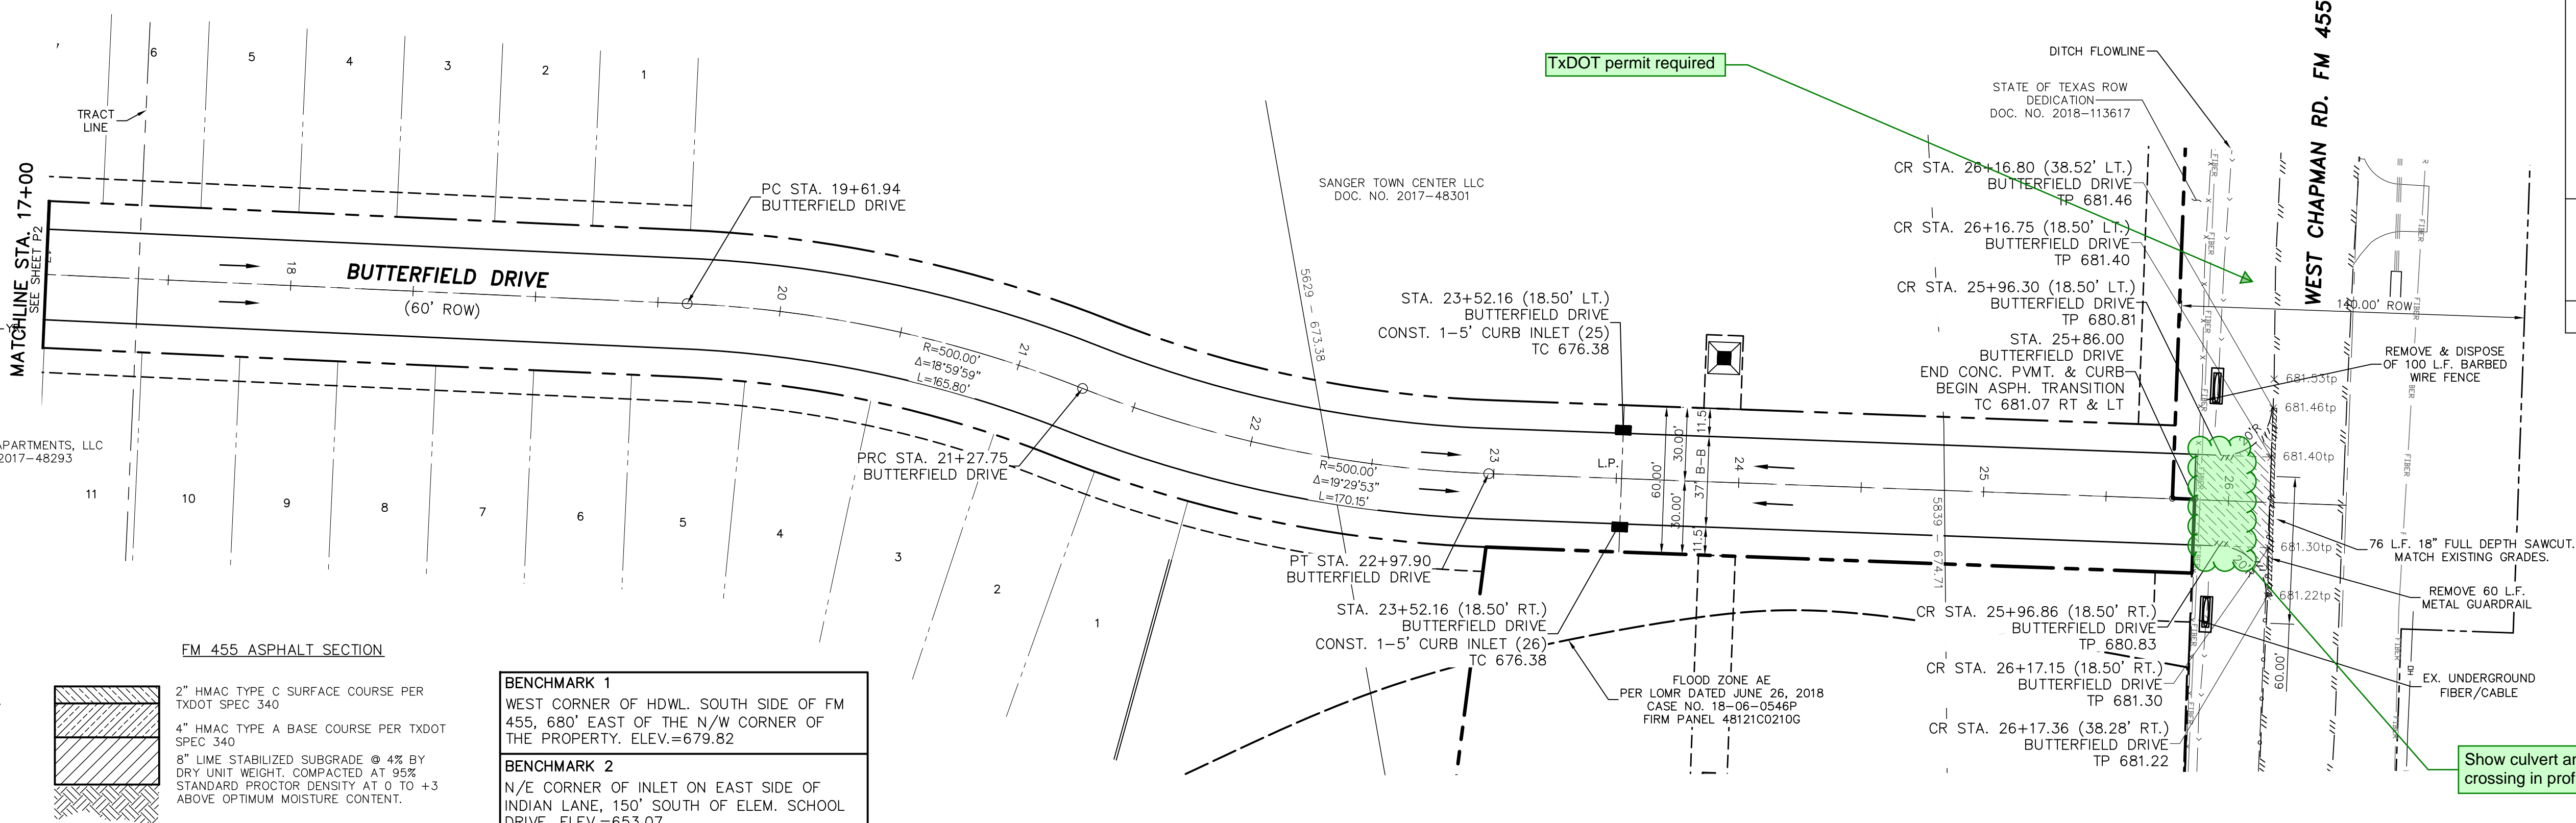 6
5
4
3
2
1
TRACT
LINE
MATCHLINE STA. 17+00
SEE SHEET P2
18
BUTTERFIELD DRIVE
(60' ROW)
PC STA. 19+61.94
BUTTERFIELD DRIVE
20
21
R=500.00'
Δ=18°59'59"
L=165.80'
PRC STA. 21+27.75
BUTTERFIELD DRIVE
22
R=500.00'
Δ=19°29'53"
L=170.15'
23
PT STA. 22+97.90
BUTTERFIELD DRIVE
5629 - 673.38
SANGER TOWN CENTER LLC
DOC. NO. 2017-48301
STA. 23+52.16 (18.50' LT.)
BUTTERFIELD DRIVE
CONST. 1-5' CURB INLET (25)
TC 676.38
L.P.
60.00'
30.00'
30.00'
11.5'
37' B-B
11.5'
24
25
26
5839 - 674.71
STA. 23+52.16 (18.50' RT.)
BUTTERFIELD DRIVE
CONST. 1-5' CURB INLET (26)
TC 676.38
FLOOD ZONE AE
PER LOMR DATED JUNE 26, 2018
CASE NO. 18-06-0546P
FIRM PANEL 48121C0210G
TxDOT permit required
DITCH FLOWLINE
STATE OF TEXAS ROW
DEDICATION
DOC. NO. 2018-113617
CR STA. 26+16.80 (38.52' LT.)
BUTTERFIELD DRIVE
TP 681.46
CR STA. 26+16.75 (18.50' LT.)
BUTTERFIELD DRIVE
TP 681.40
CR STA. 25+96.30 (18.50' LT.)
BUTTERFIELD DRIVE
TP 680.81
STA. 25+86.00
BUTTERFIELD DRIVE
END CONC. PVMT. & CURB
BEGIN ASPH. TRANSITION
TC 681.07 RT & LT
CR STA. 25+96.86 (18.50' RT.)
BUTTERFIELD DRIVE
TP 680.83
CR STA. 26+17.15 (18.50' RT.)
BUTTERFIELD DRIVE
TP 681.30
CR STA. 26+17.36 (38.28' RT.)
BUTTERFIELD DRIVE
TP 681.22
WEST CHAPMAN RD. FM 455
140.00' ROW
FIBER
FIBER
FIBER
FIBER
FIBER
FIBER
FIBER
681.53tp
681.46tp
681.40tp
681.30tp
681.22tp
60.00'
REMOVE & DISPOSE
OF 100 L.F. BARBED
WIRE FENCE
76 L.F. 18" FULL DEPTH SAWCUT.
MATCH EXISTING GRADES.
REMOVE 60 L.F.
METAL GUARDRAIL
EX. UNDERGROUND
FIBER/CABLE
Show culvert
crossing in
APARTMENTS, LLC
2017-48293
11
10
9
8
7
6
5
4
3
2
1
FM 455 ASPHALT SECTION
2" HMAC TYPE C SURFACE COURSE PER
TXDOT SPEC 340
4" HMAC TYPE A BASE COURSE PER TXDOT
SPEC 340
8" LIME STABILIZED SUBGRADE @ 4% BY
DRY UNIT WEIGHT. COMPACTED AT 95%
STANDARD PROCTOR DENSITY AT 0 TO +3
ABOVE OPTIMUM MOISTURE CONTENT.
BENCHMARK 1
WEST CORNER OF HDWL. SOUTH SIDE OF FM
455, 680' EAST OF THE N/W CORNER OF
THE PROPERTY. ELEV.=679.82
BENCHMARK 2
N/E CORNER OF INLET ON EAST SIDE OF
INDIAN LANE, 150' SOUTH OF ELEM. SCHOOL
DRIVE. ELEV.=653.07